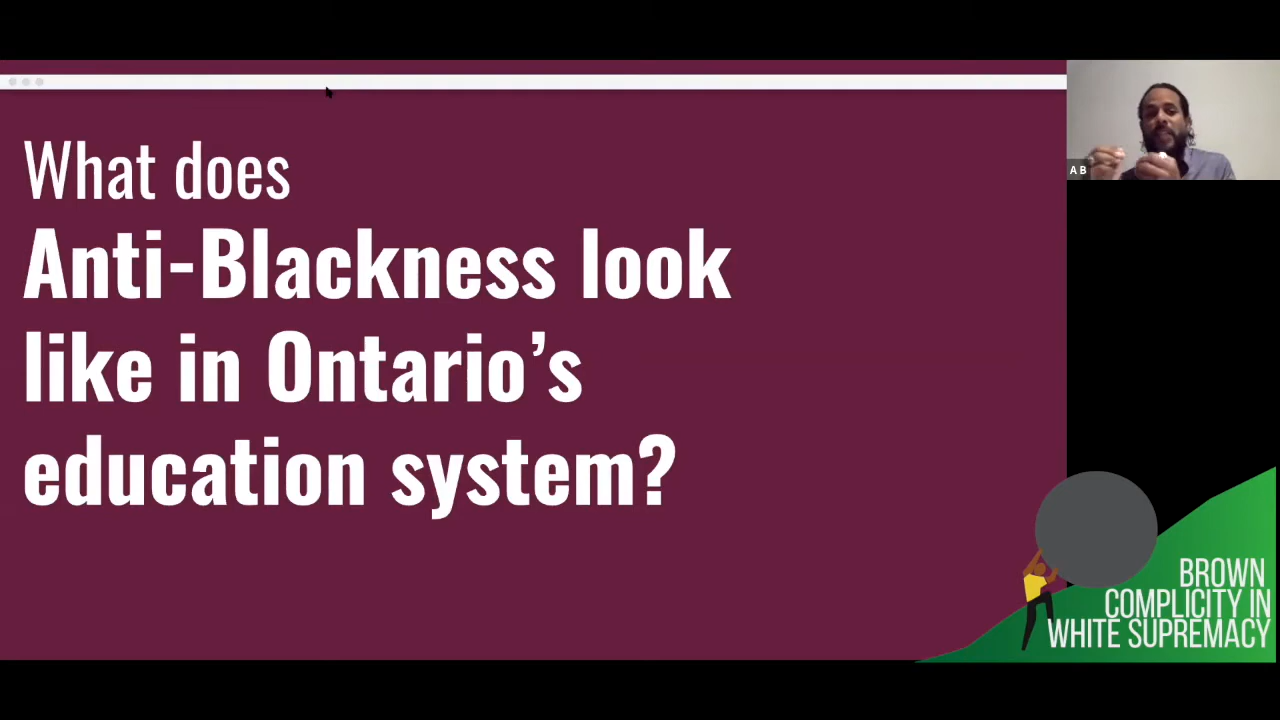 What does
Anti-Blackness look
like in Ontario’s
education system?
A B
BROWN
COMPLICITY IN
WHITE SUPREMACY